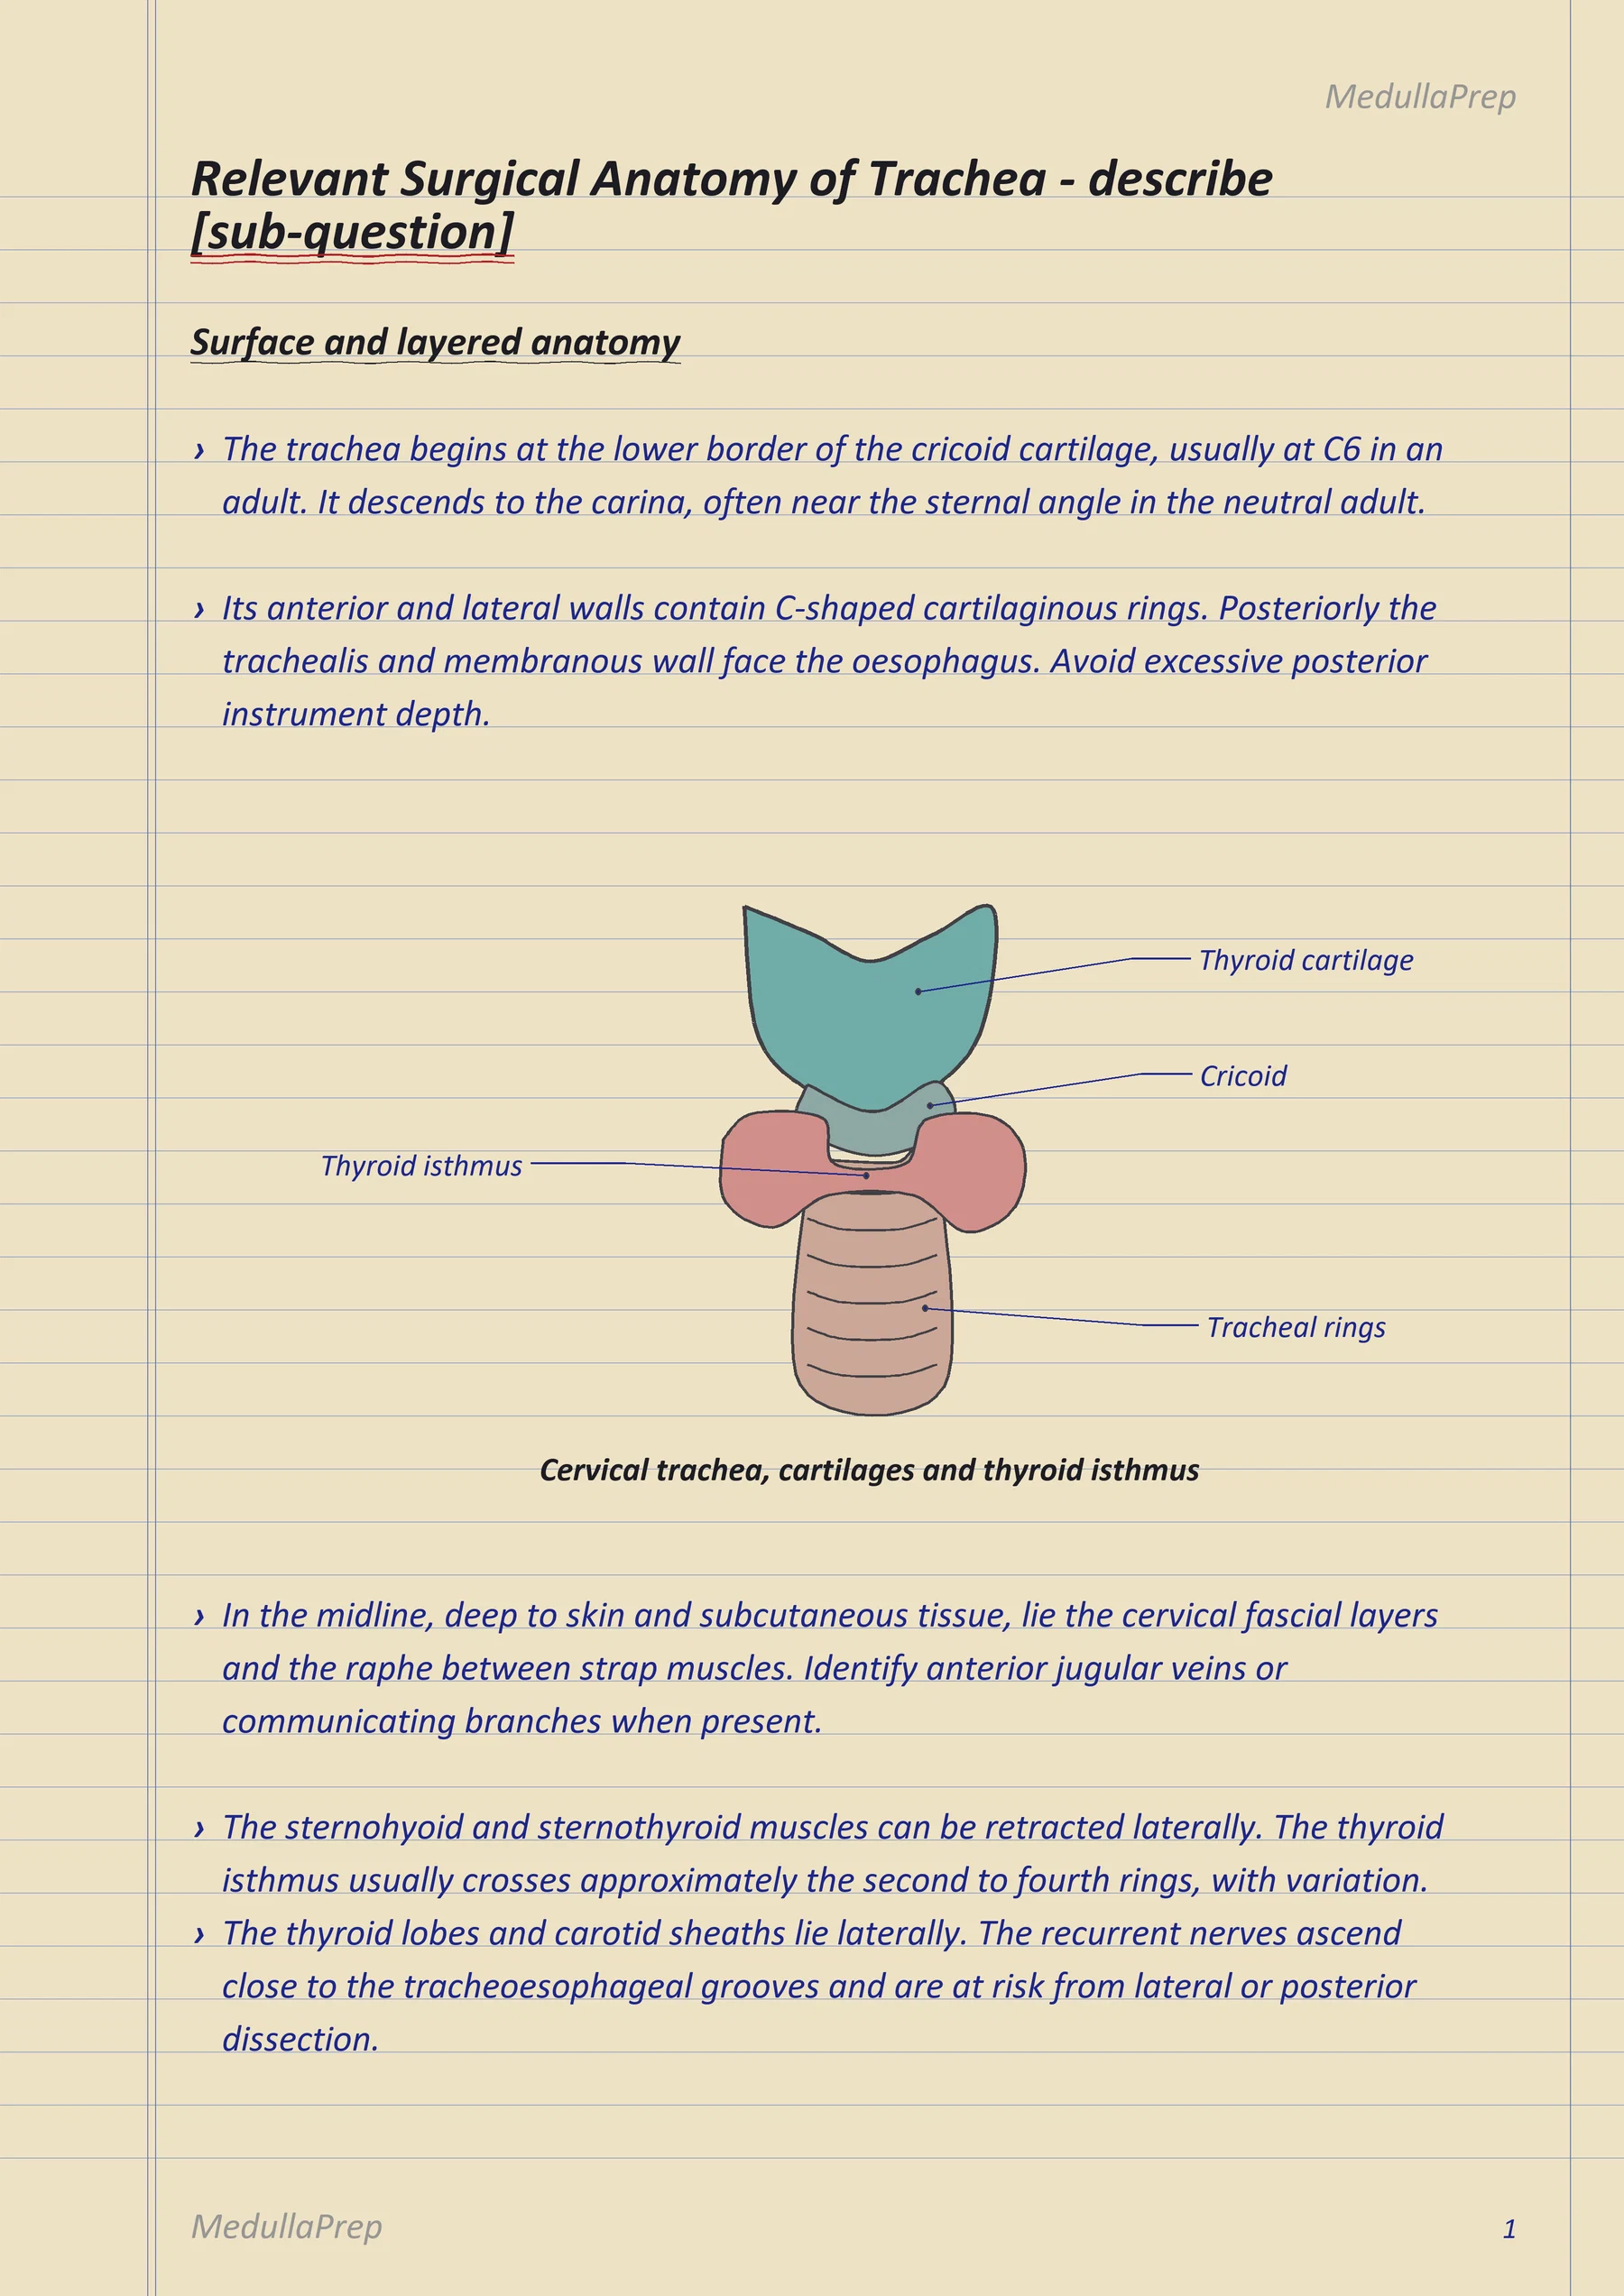 MedullaPrep
Relevant Surgical Anatomy of Trachea - describe
[sub-question]
Surface and layered anatomy
› The trachea begins at the lower border of the cricoid cartilage, usually at C6 in an
adult. It descends to the carina, often near the sternal angle in the neutral adult.
› Its anterior and lateral walls contain C-shaped cartilaginous rings. Posteriorly the
trachealis and membranous wall face the oesophagus. Avoid excessive posterior
instrument depth.
Thyroid cartilage
Cricoid
Thyroid isthmus
Tracheal rings
Cervical trachea, cartilages and thyroid isthmus
› In the midline, deep to skin and subcutaneous tissue, lie the cervical fascial layers
and the raphe between strap muscles. Identify anterior jugular veins or
communicating branches when present.
› The sternohyoid and sternothyroid muscles can be retracted laterally. The thyroid
isthmus usually crosses approximately the second to fourth rings, with variation.
› The thyroid lobes and carotid sheaths lie laterally. The recurrent nerves ascend
close to the tracheoesophageal grooves and are at risk from lateral or posterior
dissection.
MedullaPrep
1